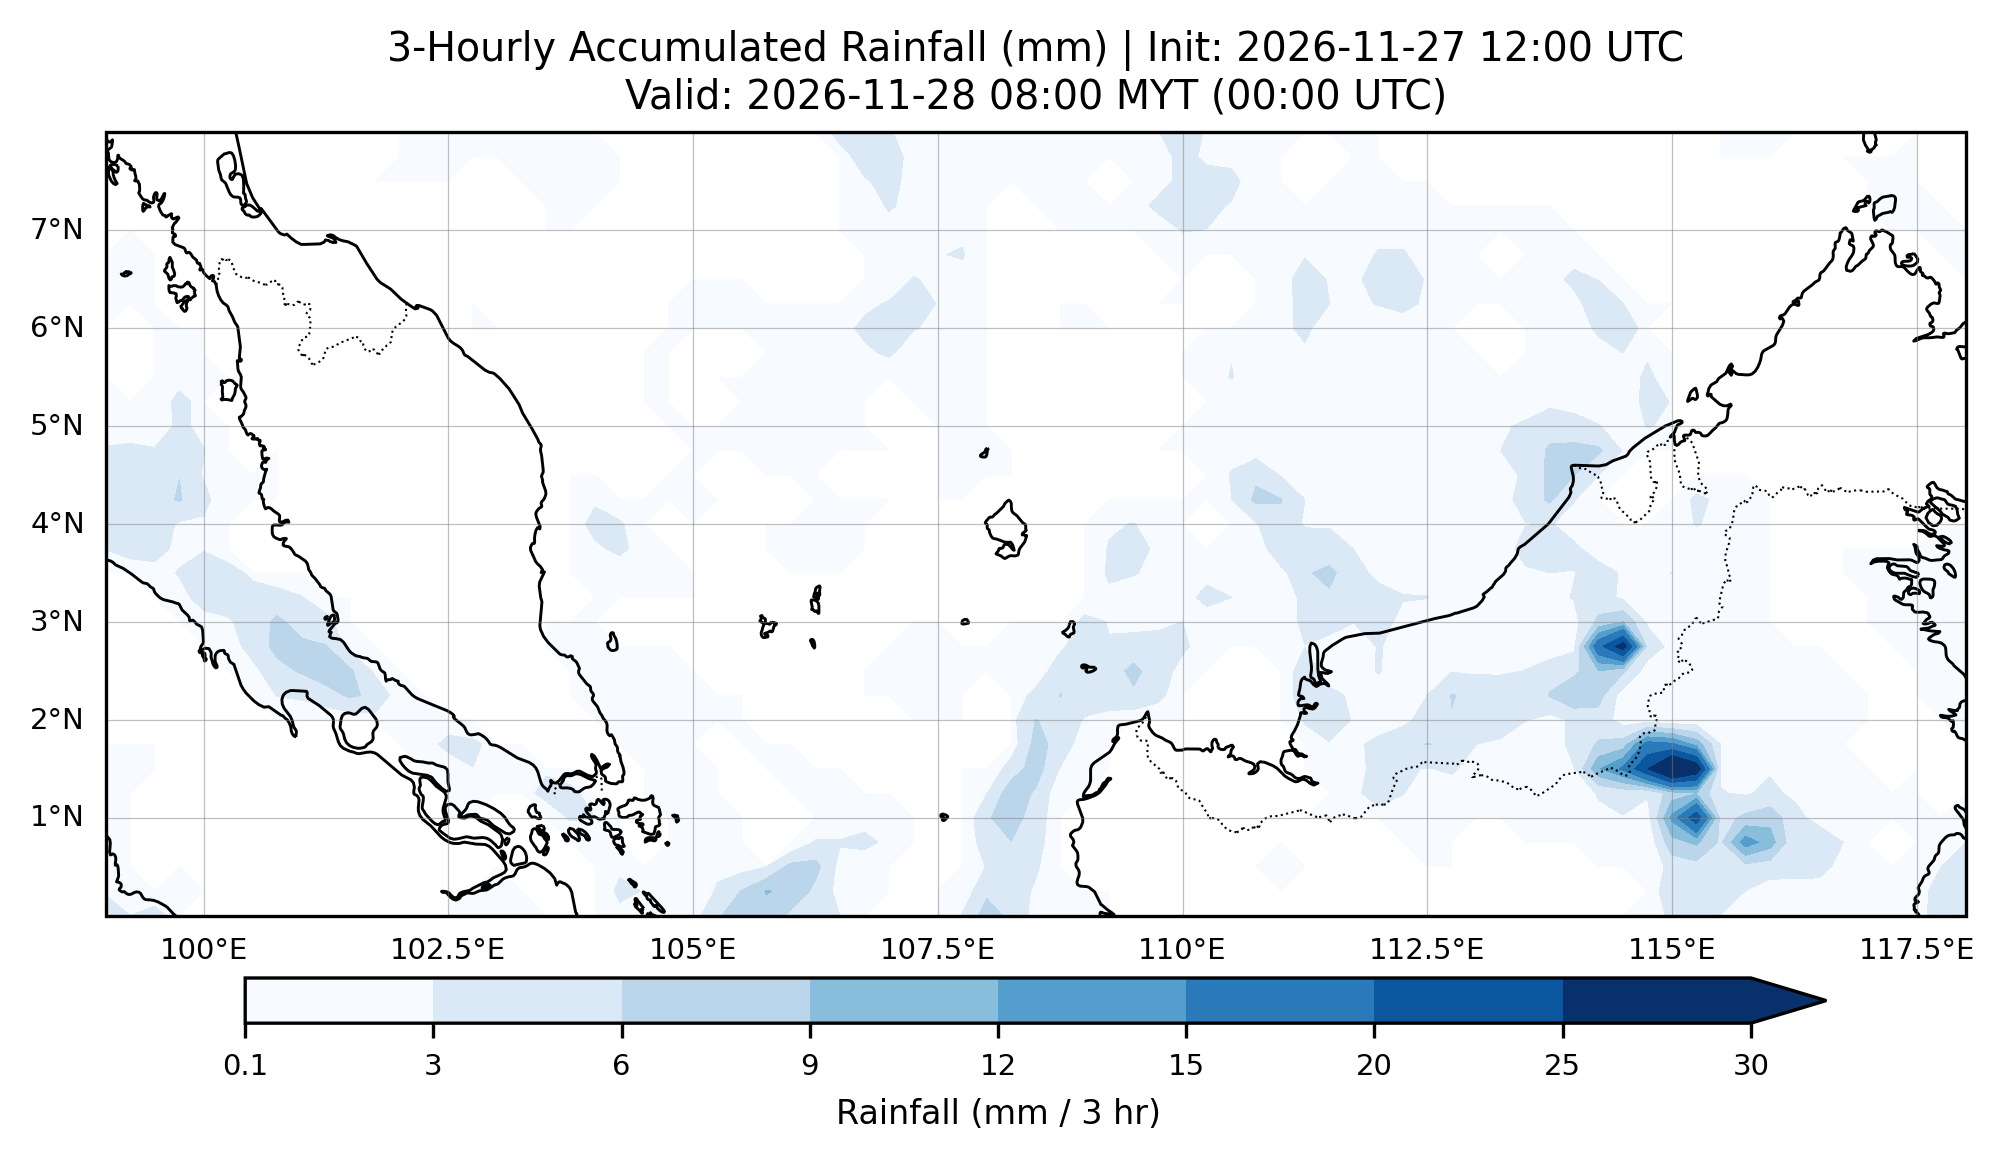 3-Hourly Accumulated Rainfall (mm) | Init: 2026-11-27 12:00 UTC
Valid: 2026-11-28 08:00 MYT (00:00 UTC)
7°N
6°N
5°N
4°N
3°N
2°N
1°N
100°E 102.5°E 105°E 107.5°E 110°E 112.5°E 115°E 117.5°E
0.1 3 6 9 12 15 20 25 30
Rainfall (mm / 3 hr)